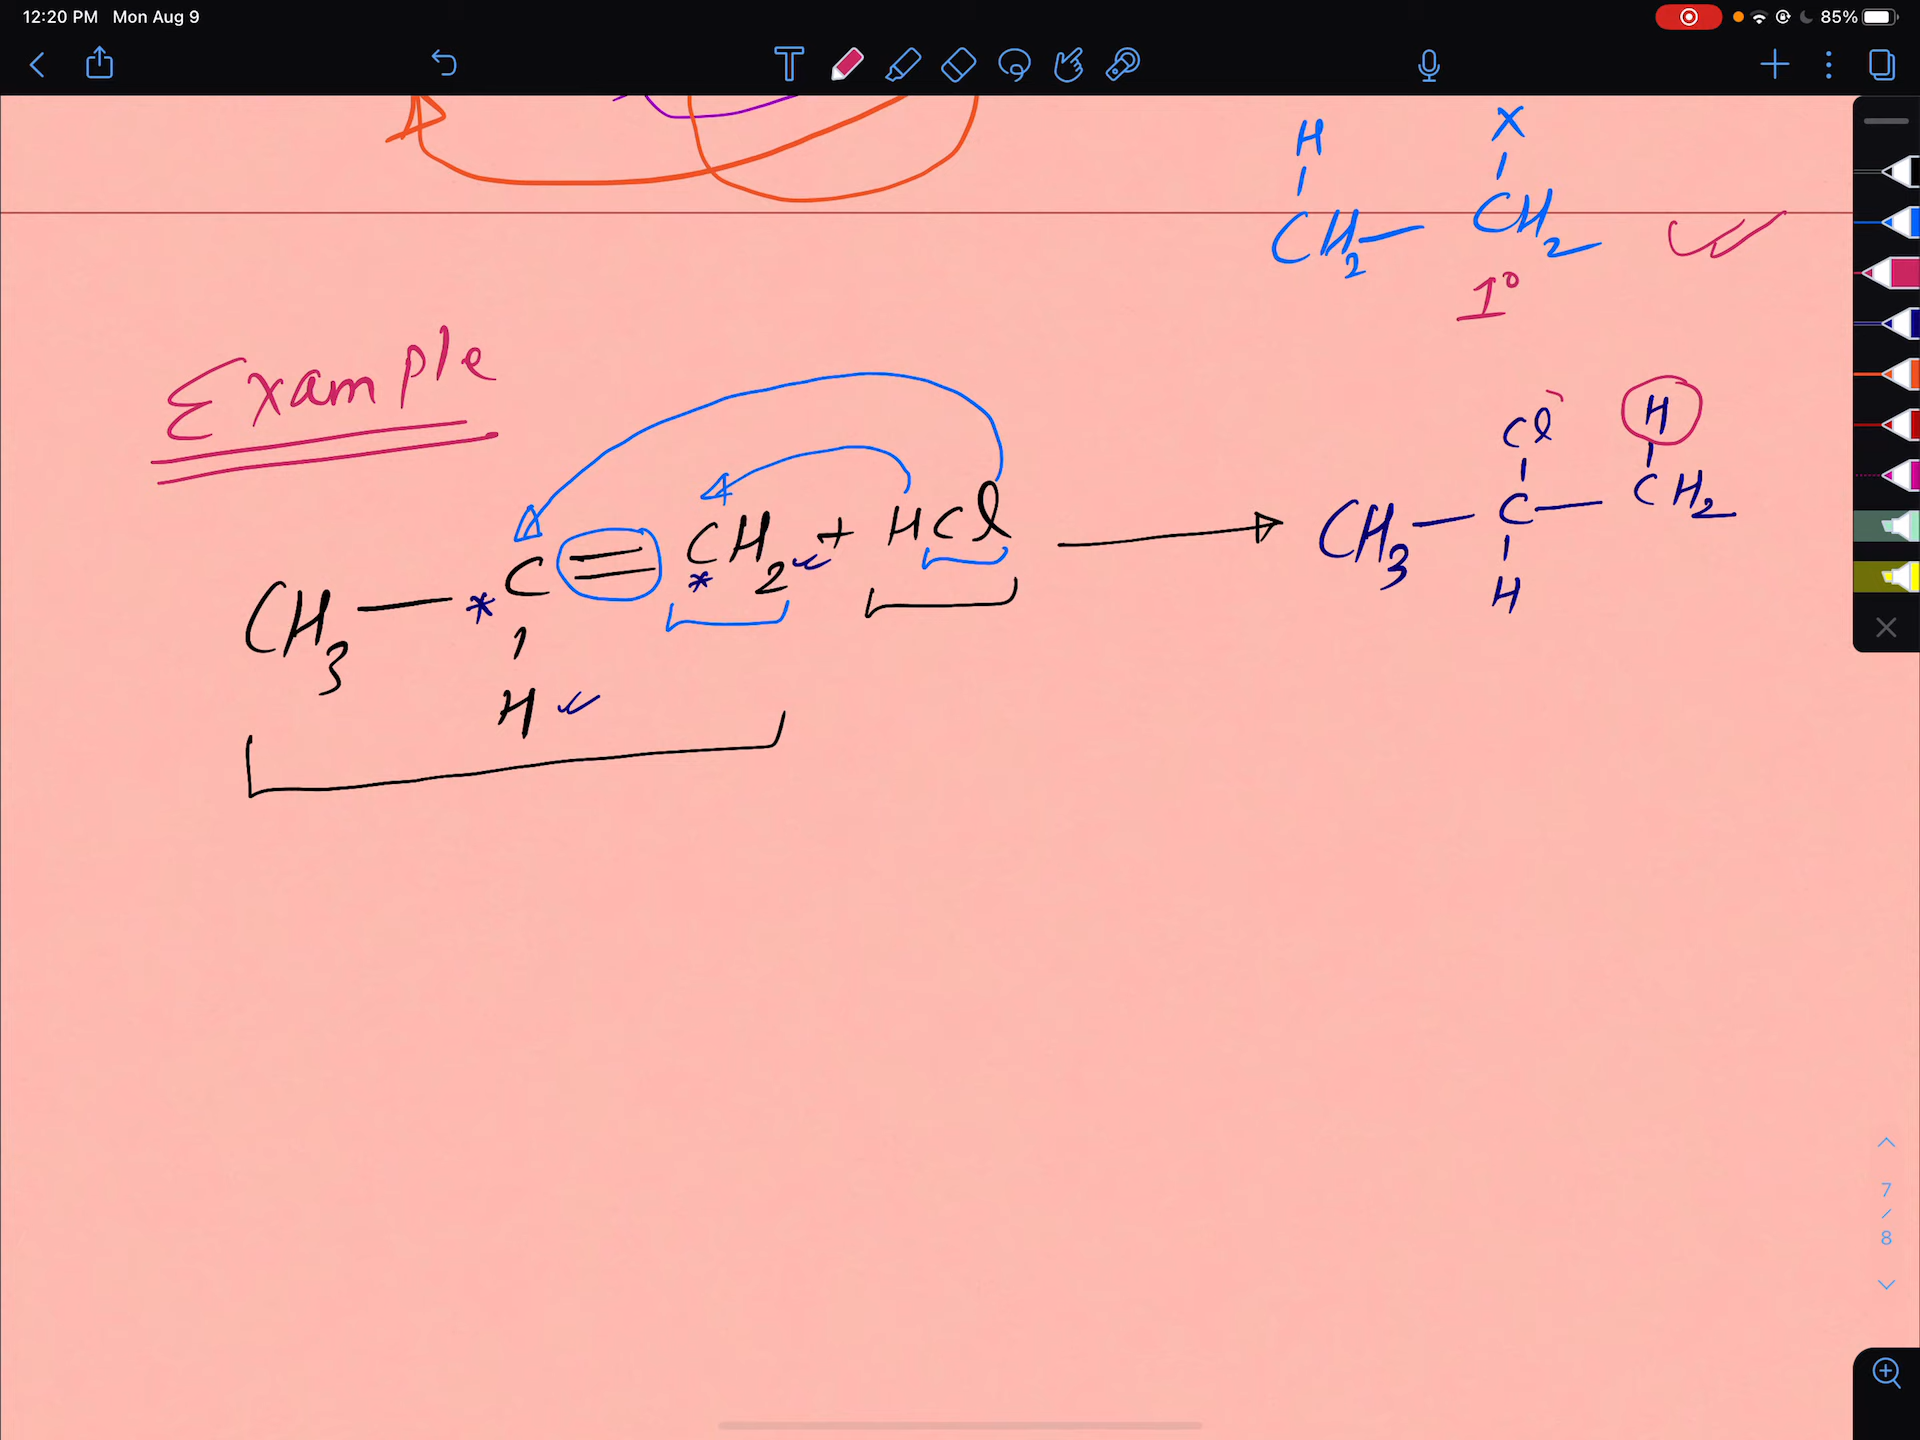 12:20 PM Mon Aug 9
85%
T
H X
CH2— CH2—
1°
Example
Cl H
CH3 — * C = CH2 + HCl → CH3 — C — CH2
*
H
H
7
/
8